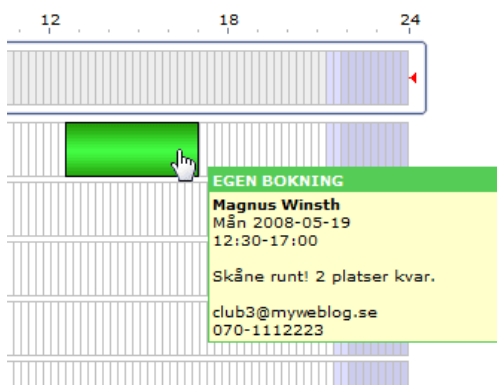 12 18 24
EGEN BOKNING
Magnus Winsth
Mån 2008-05-19
12:30-17:00
Skåne runt! 2 platser kvar.
club3@myweblog.se
070-1112223